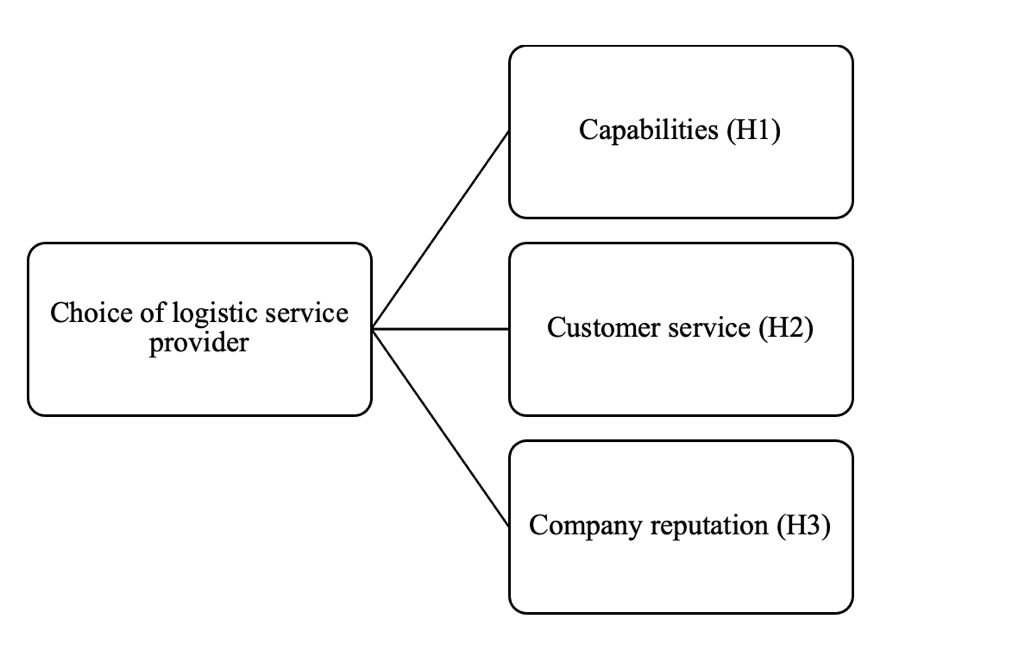 Capabilities (H1)
Choice of logistic service
provider
Customer service (H2)
Company reputation (H3)